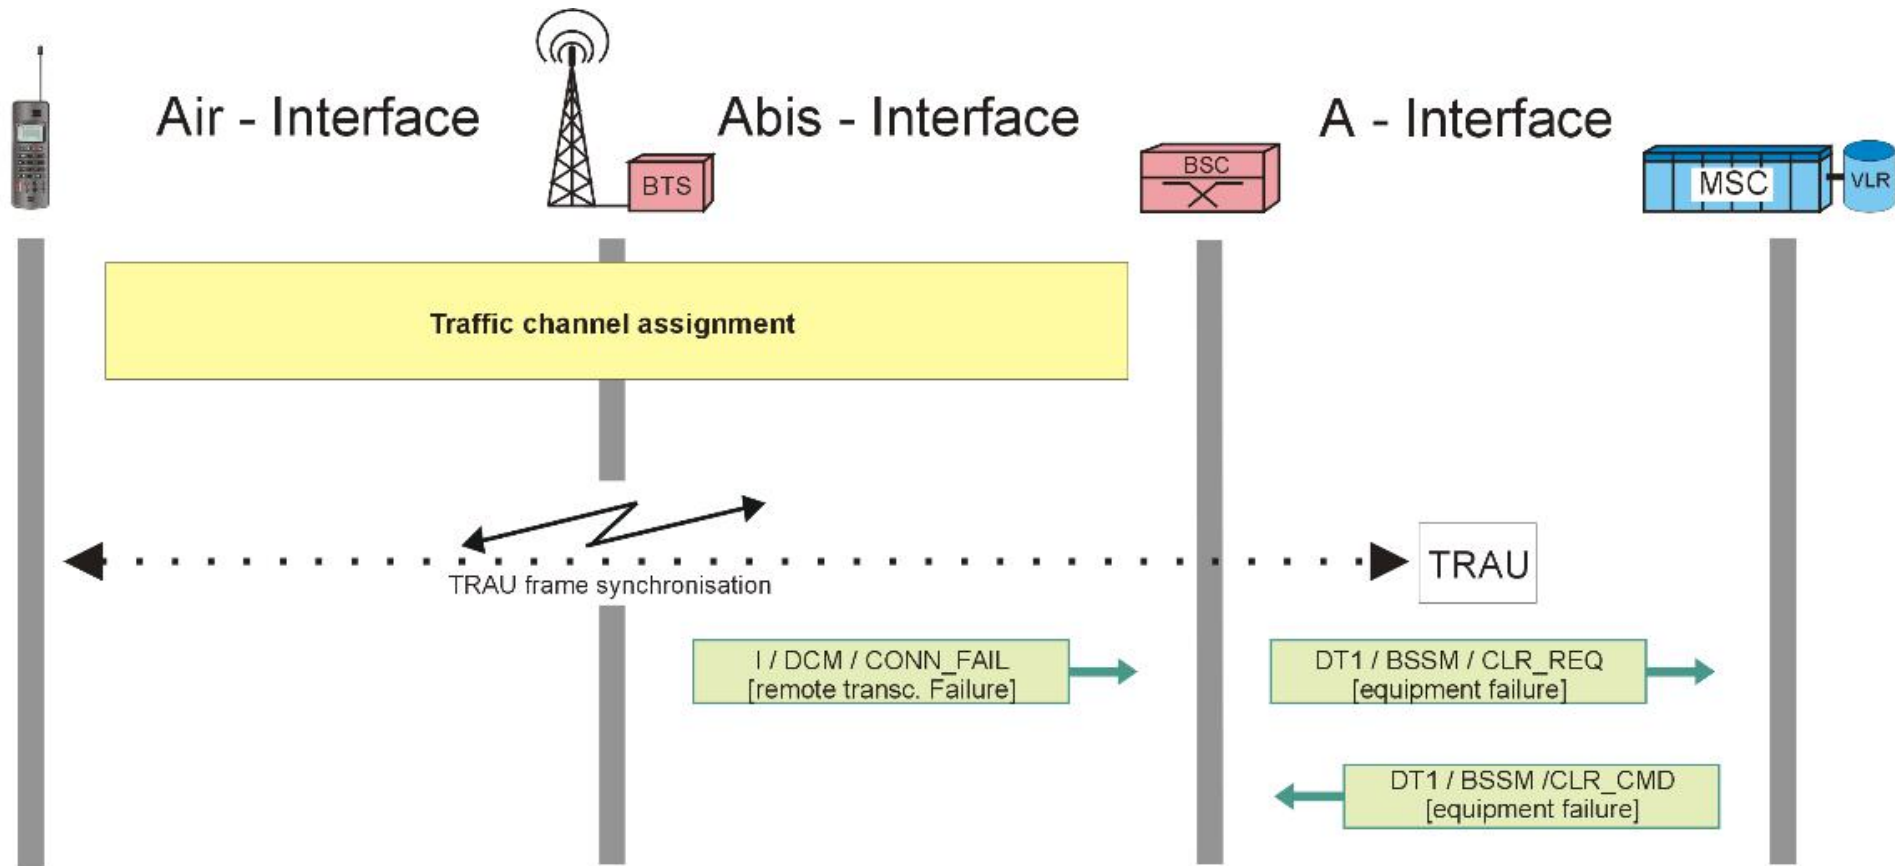 Air - Interface
Abis - Interface
A - Interface
BTS
BSC
MSC
VLR
Traffic channel assignment
TRAU frame synchronisation
TRAU
I / DCM / CONN_FAIL
[remote transc. Failure]
DT1 / BSSM / CLR_REQ
[equipment failure]
DT1 / BSSM /CLR_CMD
[equipment failure]